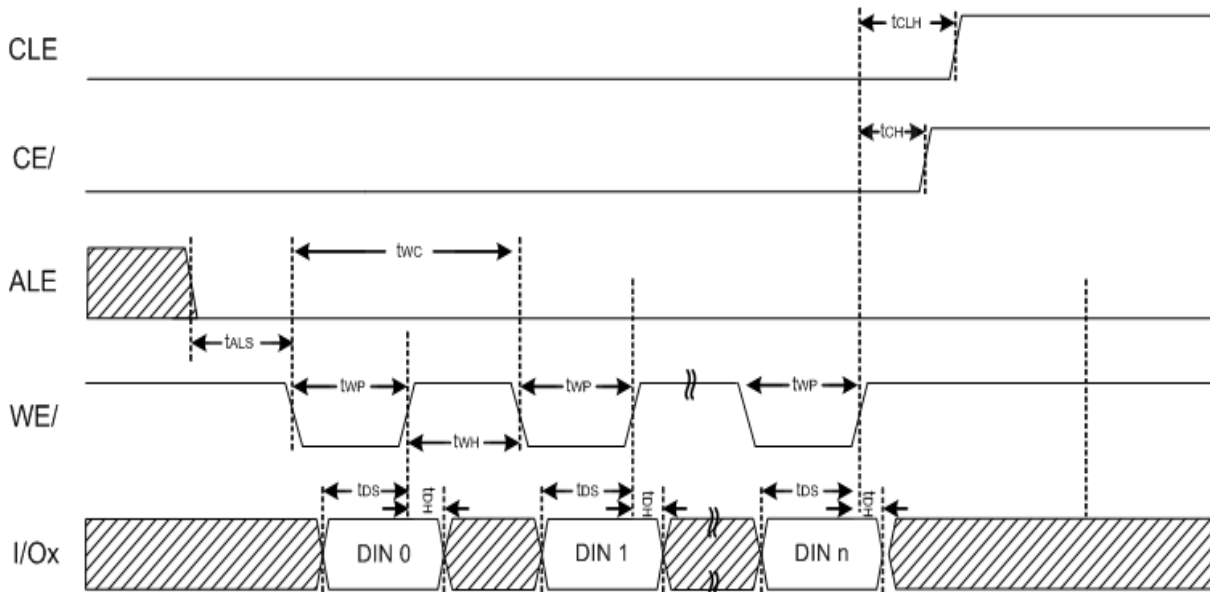 CLE
tCLH
CE/
tCH
ALE
tWC
tALS
WE/
tWP
tWP
tWP
tWH
tDS
tDH
tDS
tDH
tDS
tDH
I/Ox
DIN 0
DIN 1
DIN n